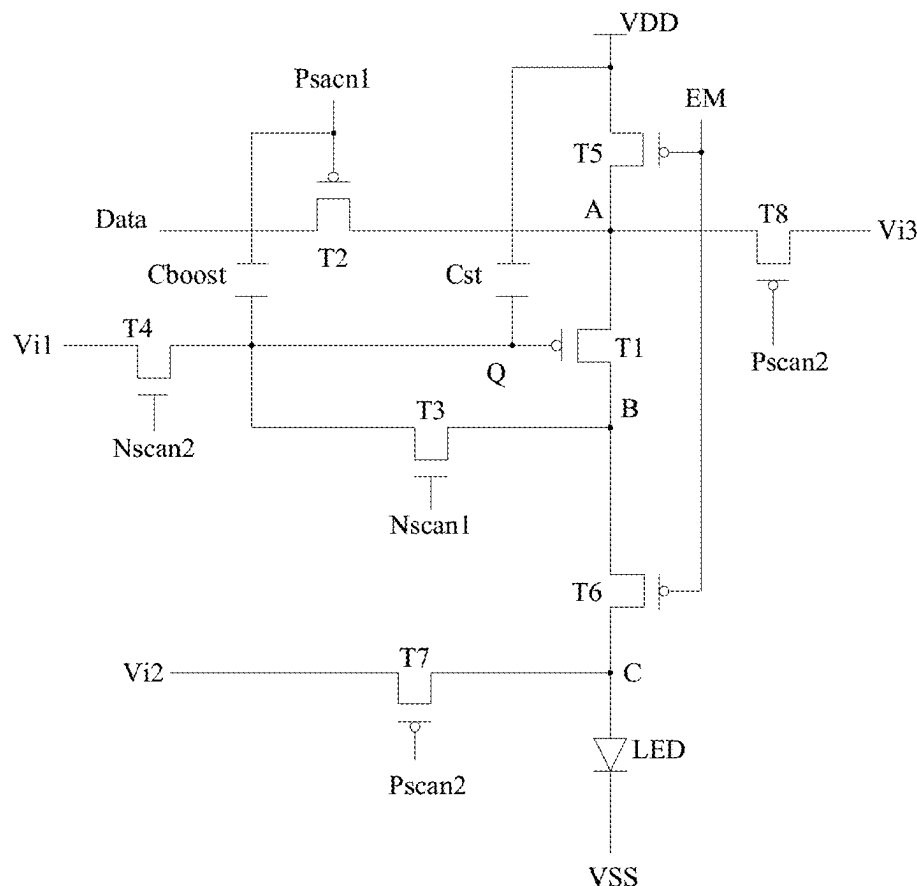 VDD
Psacn1
EM
T5
A
T8
Data
Vi3
T2
Cboost
Cst
T4
Vi1
T1
Q
Pscan2
B
T3
Nscan2
Nscan1
T6
T7
Vi2
C
LED
Pscan2
VSS